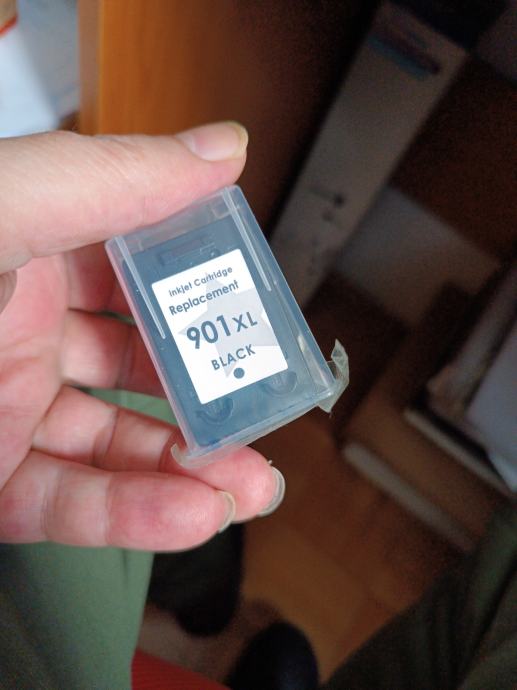 Inkjet Cartridge
Replacement
901XL
BLACK